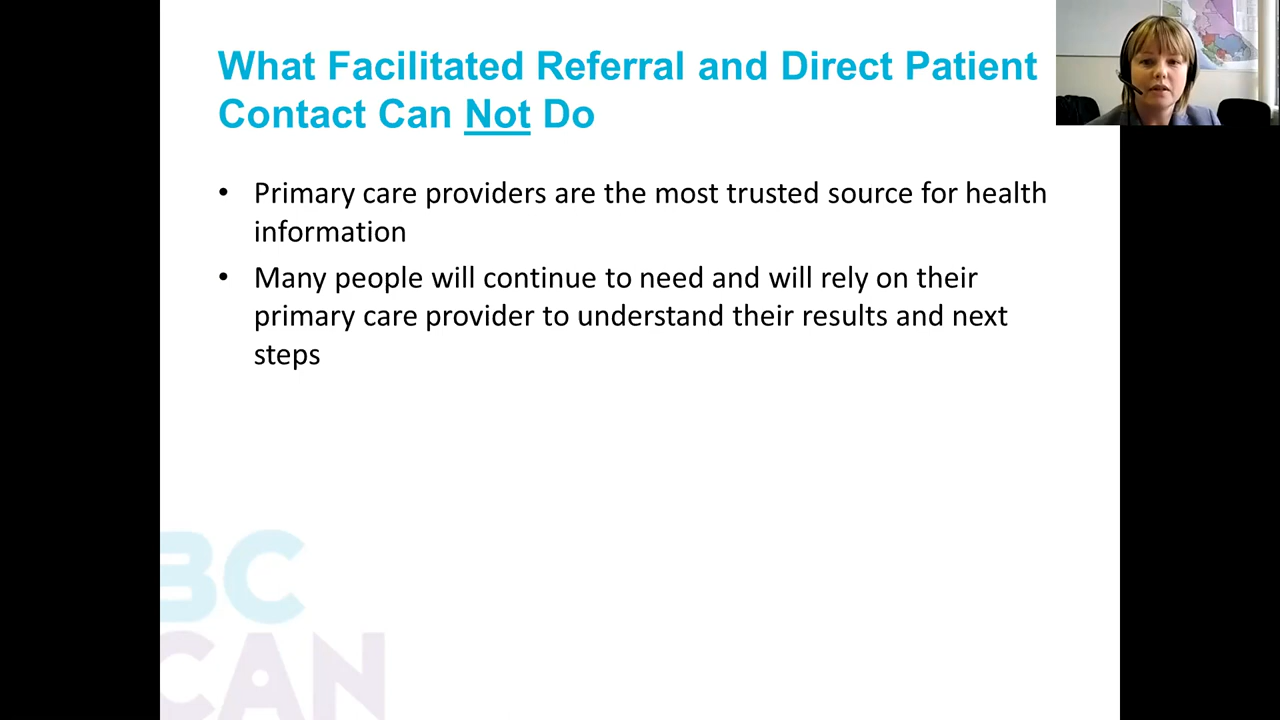 What Facilitated Referral and Direct Patient
Contact Can Not Do
• Primary care providers are the most trusted source for health
information
• Many people will continue to need and will rely on their
primary care provider to understand their results and next
steps
BC
CAN